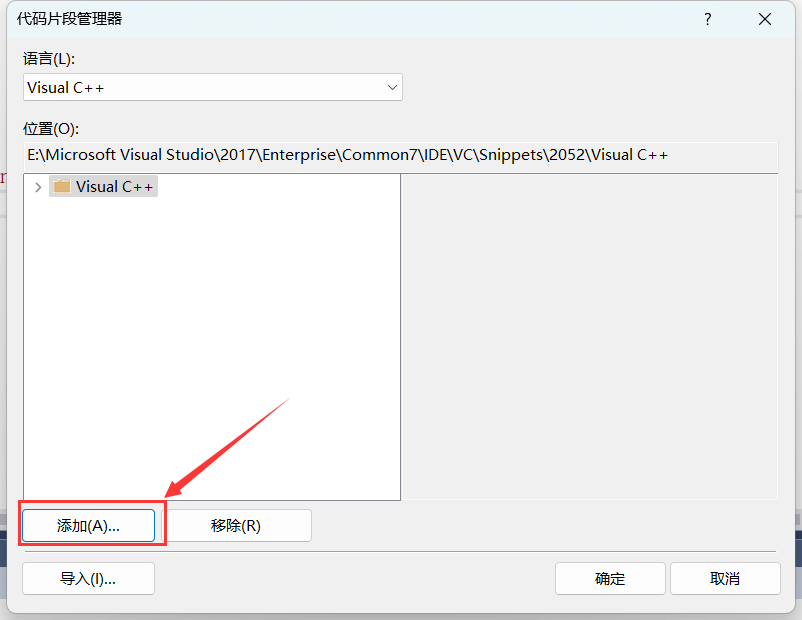 代码片段管理器
?
语言(L):
Visual C++
位置(O):
E:\Microsoft Visual Studio\2017\Enterprise\Common7\IDE\VC\Snippets\2052\Visual C++
Visual C++
添加(A)...
移除(R)
导入(I)...
确定
取消